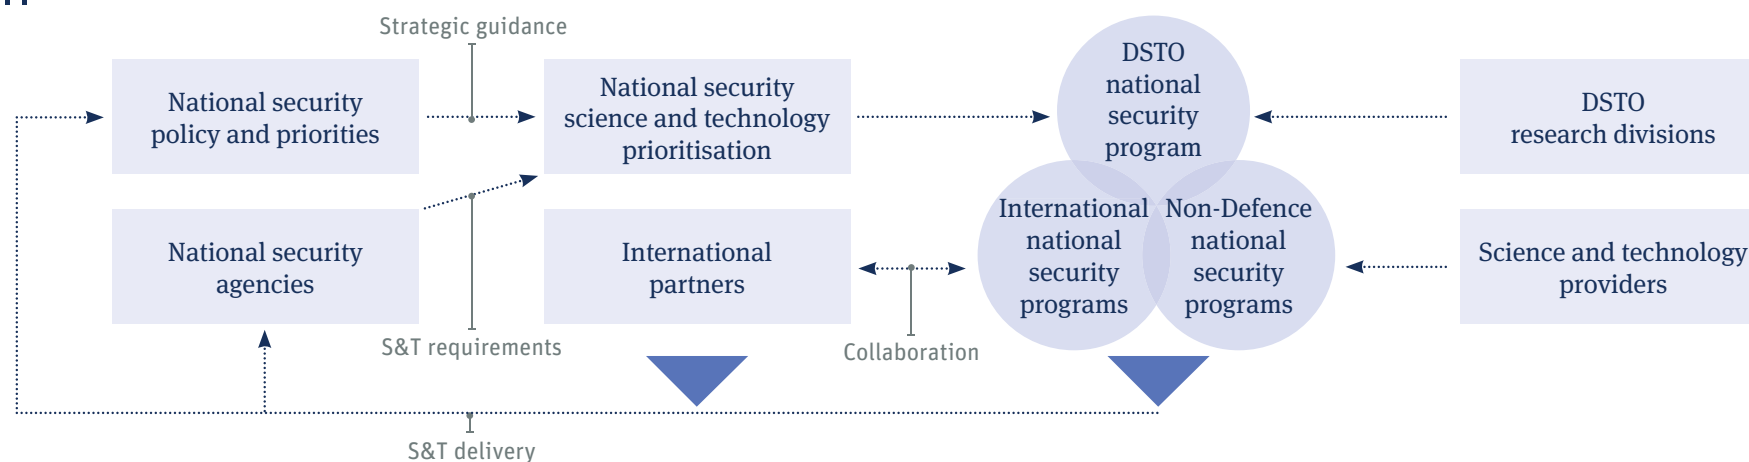 Strategic guidance
National security
policy and priorities
National security
science and technology
prioritisation
DSTO
national
security
program
DSTO
research divisions
National security
agencies
International
partners
International
national
security
programs
Non-Defence
national
security
programs
Science and technology
providers
S&T requirements
Collaboration
S&T delivery